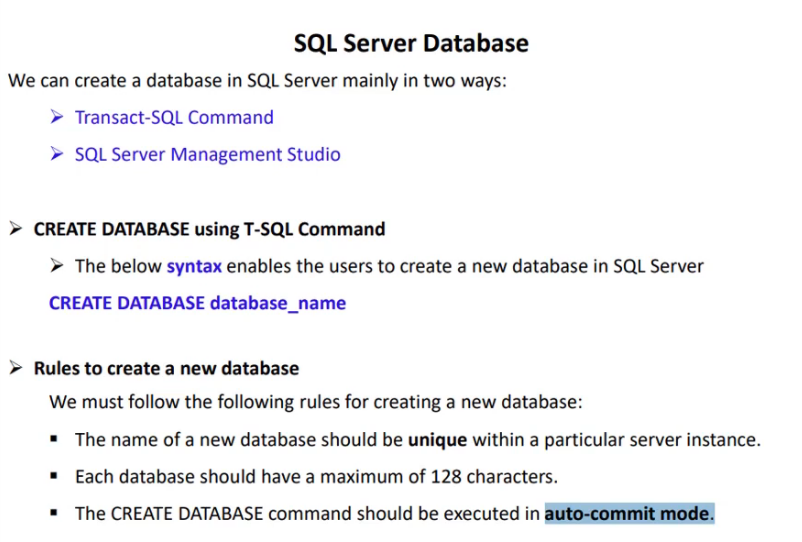 SQL Server Database
We can create a database in SQL Server mainly in two ways:
➢ Transact-SQL Command
➢ SQL Server Management Studio
➢ CREATE DATABASE using T-SQL Command
➢ The below syntax enables the users to create a new database in SQL Server
CREATE DATABASE database_name
➢ Rules to create a new database
We must follow the following rules for creating a new database:
▪ The name of a new database should be unique within a particular server instance.
▪ Each database should have a maximum of 128 characters.
▪ The CREATE DATABASE command should be executed in auto-commit mode.